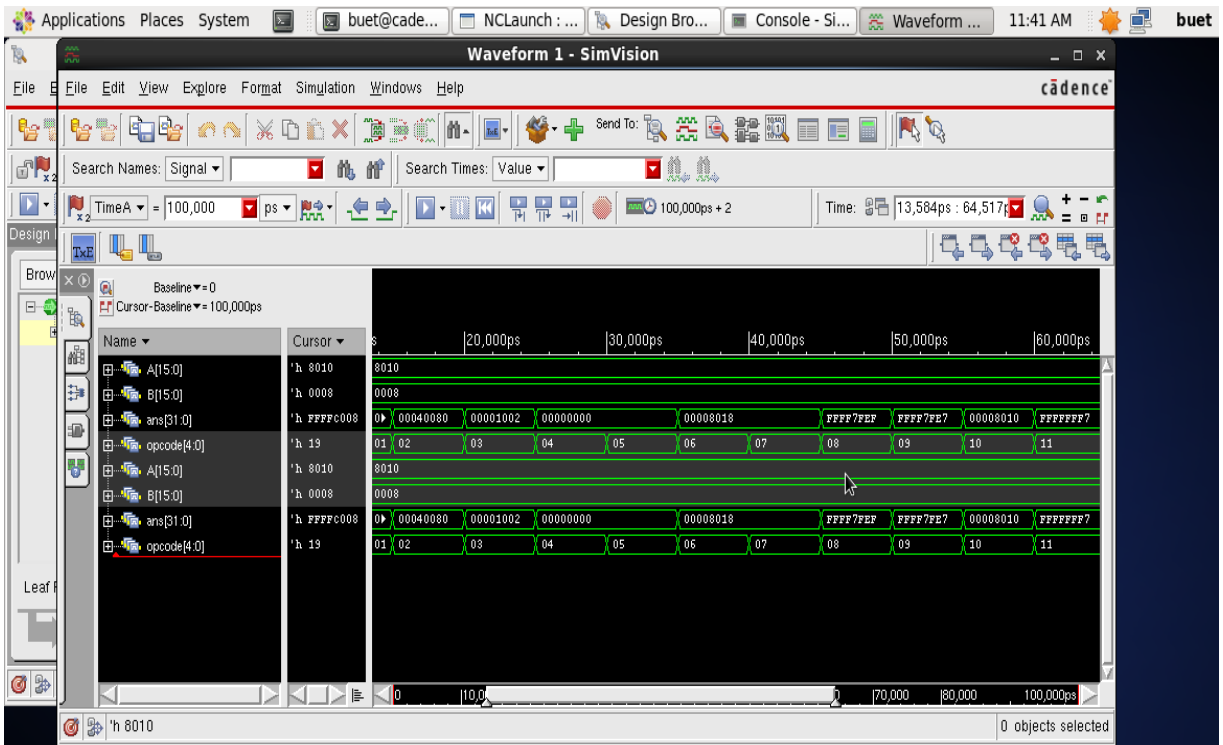 Applications Places System buet@cade... NCLaunch : ... Design Bro... Console - Si... Waveform ... 11:41 AM buet
Waveform 1 - SimVision
File
File Edit View Explore Format Simulation Windows Help cādence
Send To:
Search Names: Signal Search Times: Value
TimeA = 100,000 ps 100,000ps + 2 Time: 13,584ps : 64,517p
Design
TxE
Brow
Baseline = 0
Cursor-Baseline = 100,000ps
Name Cursor s 20,000ps 30,000ps 40,000ps 50,000ps 60,000ps
A[15:0] 'h 8010 8010
B[15:0] 'h 0008 0008
ans[31:0] 'h FFFFC008 0 00040080 00001002 00000000 00008018 FFFF7FEF FFFF7FE7 00008010 FFFFFFF7
opcode[4:0] 'h 19 01 02 03 04 05 06 07 08 09 10 11
A[15:0] 'h 8010 8010
B[15:0] 'h 0008 0008
ans[31:0] 'h FFFFC008 0 00040080 00001002 00000000 00008018 FFFF7FEF FFFF7FE7 00008010 FFFFFFF7
opcode[4:0] 'h 19 01 02 03 04 05 06 07 08 09 10 11
Leaf
0 10,0 70,000 80,000 100,000ps
'h 8010 0 objects selected